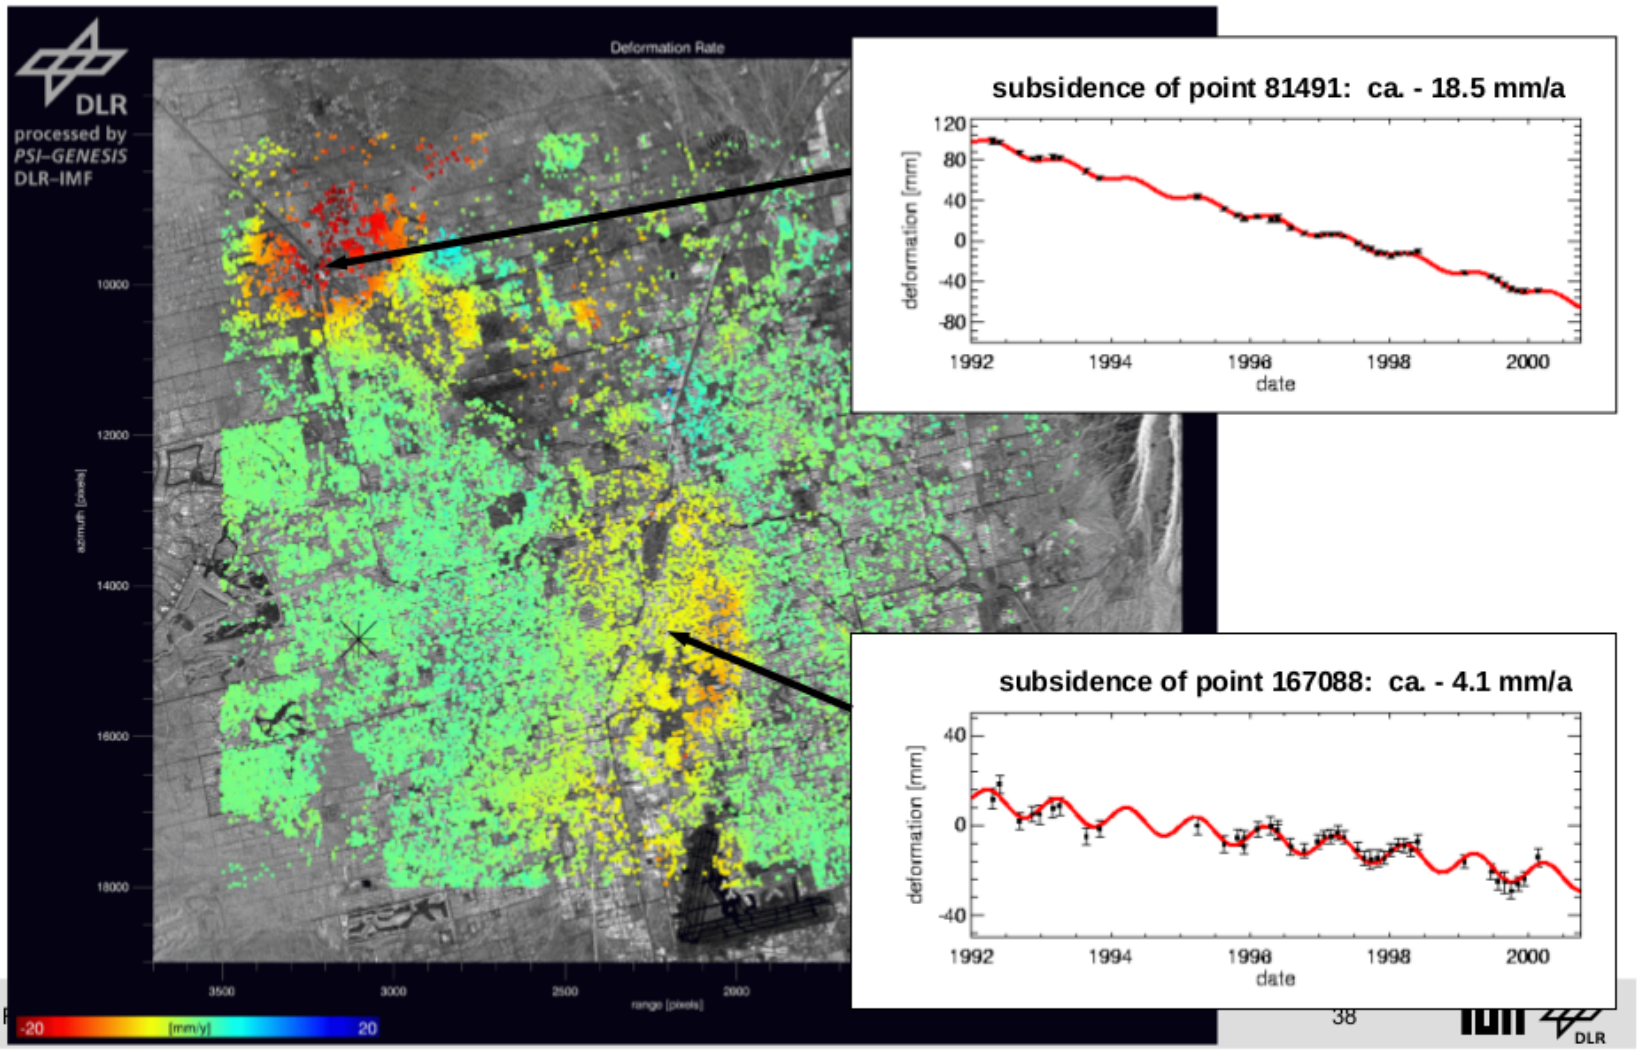 Deformation Rate
DLR
processed by
PSI–GENESIS
DLR–IMF
10000
12000
14000
16000
18000
azimuth [pixels]
3500
3000
2500
2000
range [pixels]
-20
[mm/y]
20
subsidence of point 81491: ca. - 18.5 mm/a
deformation [mm]
120
80
40
0
-40
-80
1992
1994
1996
1998
2000
date
subsidence of point 167088: ca. - 4.1 mm/a
deformation [mm]
40
0
-40
1992
1994
1996
1998
2000
date
38
DLR